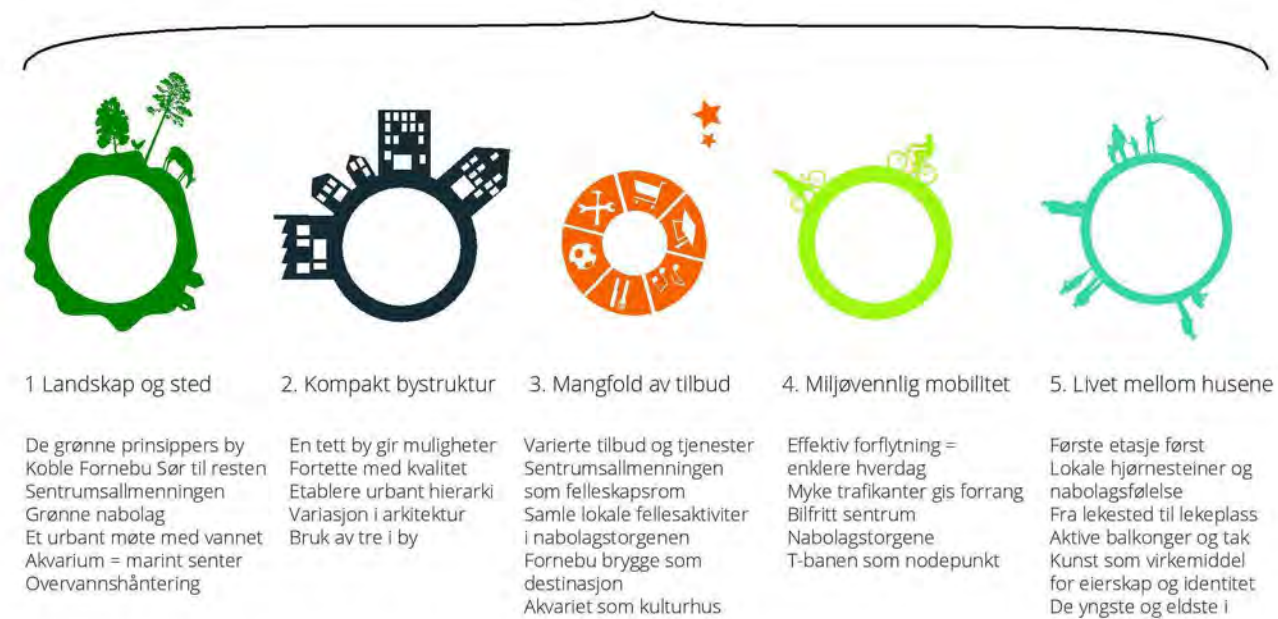 1 Landskap og sted
De grønne prinsippers by
Koble Fornebu Sør til resten
Sentrumsallmenningen
Grønne nabolag
Et urbant møte med vannet
Akvarium = marint senter
Overvannshåntering
2. Kompakt bystruktur
En tett by gir muligheter
Fortette med kvalitet
Etablere urbant hierarki
Variasjon i arkitektur
Bruk av tre i by
3. Mangfold av tilbud
Varierte tilbud og tjenester
Sentrumsallmenningen
som felleskapsrom
Samle lokale fellesaktiviter
i nabolagstorgenen
Fornebu brygge som
destinasjon
Akvariet som kulturhus
4. Miljøvennlig mobilitet
Effektiv forflytning =
enklere hverdag
Myke trafikanter gis forrang
Bilfritt sentrum
Nabolagstorgene
T-banen som nodepunkt
5. Livet mellom husene
Første etasje først
Lokale hjørnesteiner og
nabolagsfølelse
Fra lekested til lekeplass
Aktive balkonger og tak
Kunst som virkemiddel
for eierskap og identitet
De yngste og eldste i